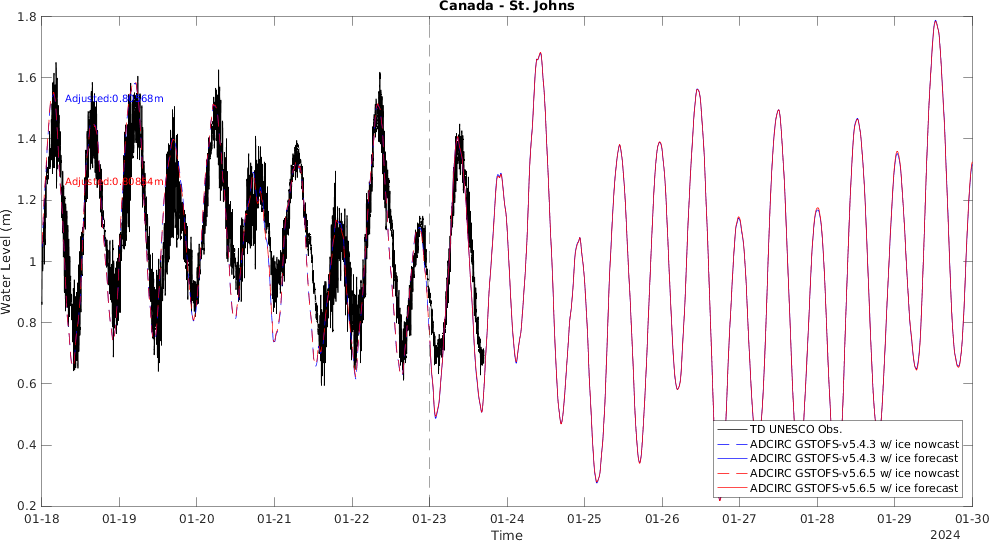 Canada - St. Johns
Water Level (m)
1.8
1.6
1.4
1.2
1
0.8
0.6
0.4
0.2
TD UNESCO Obs.
ADCIRC GSTOFS-v5.4.3 w/ ice nowcast
ADCIRC GSTOFS-v5.4.3 w/ ice forecast
ADCIRC GSTOFS-v5.6.5 w/ ice nowcast
ADCIRC GSTOFS-v5.6.5 w/ ice forecast
01-18 01-19 01-20 01-21 01-22 01-23 01-24 01-25 01-26 01-27 01-28 01-29 01-30
Time
2024